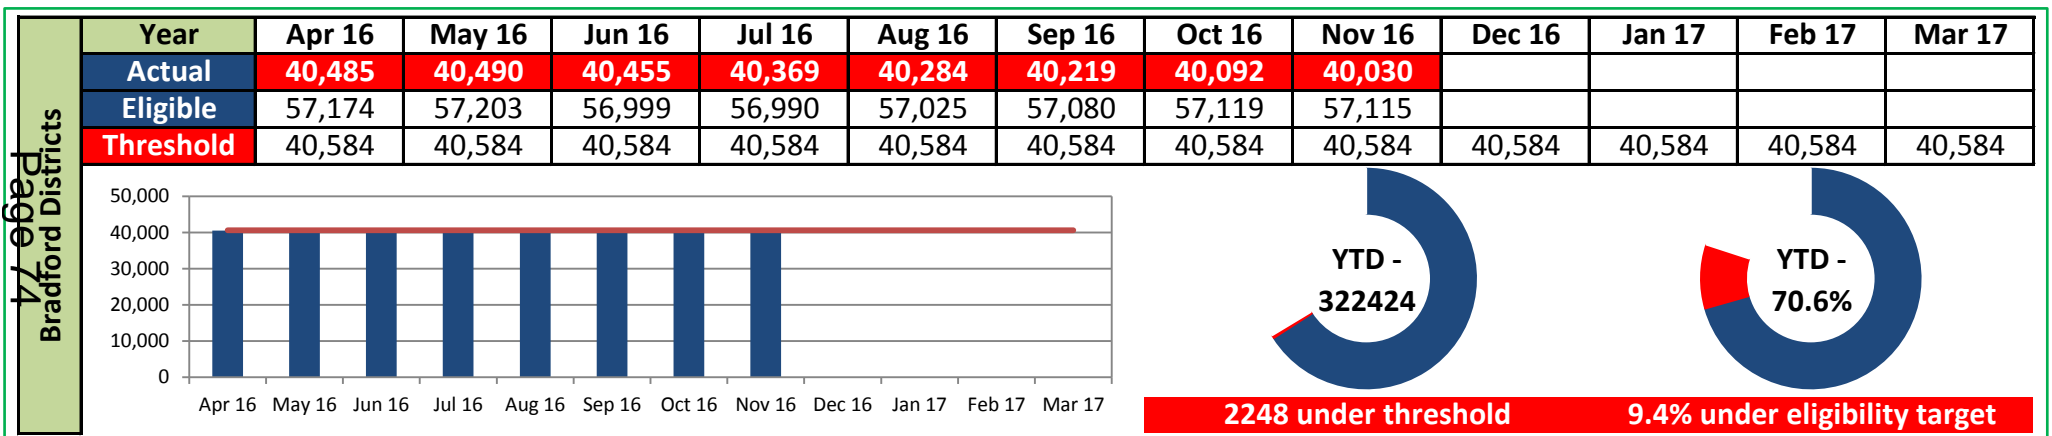 Year Apr 16 May 16 Jun 16 Jul 16 Aug 16 Sep 16 Oct 16 Nov 16 Dec 16 Jan 17 Feb 17 Mar 17
Actual 40,485 40,490 40,455 40,369 40,284 40,219 40,092 40,030
Eligible 57,174 57,203 56,999 56,990 57,025 57,080 57,119 57,115
Threshold 40,584 40,584 40,584 40,584 40,584 40,584 40,584 40,584 40,584 40,584 40,584 40,584
Page 74
Bradford Districts
50,000
40,000
30,000
20,000
10,000
0
Apr 16 May 16 Jun 16 Jul 16 Aug 16 Sep 16 Oct 16 Nov 16 Dec 16 Jan 17 Feb 17 Mar 17
YTD -
322424
YTD -
70.6%
2248 under threshold
9.4% under eligibility target